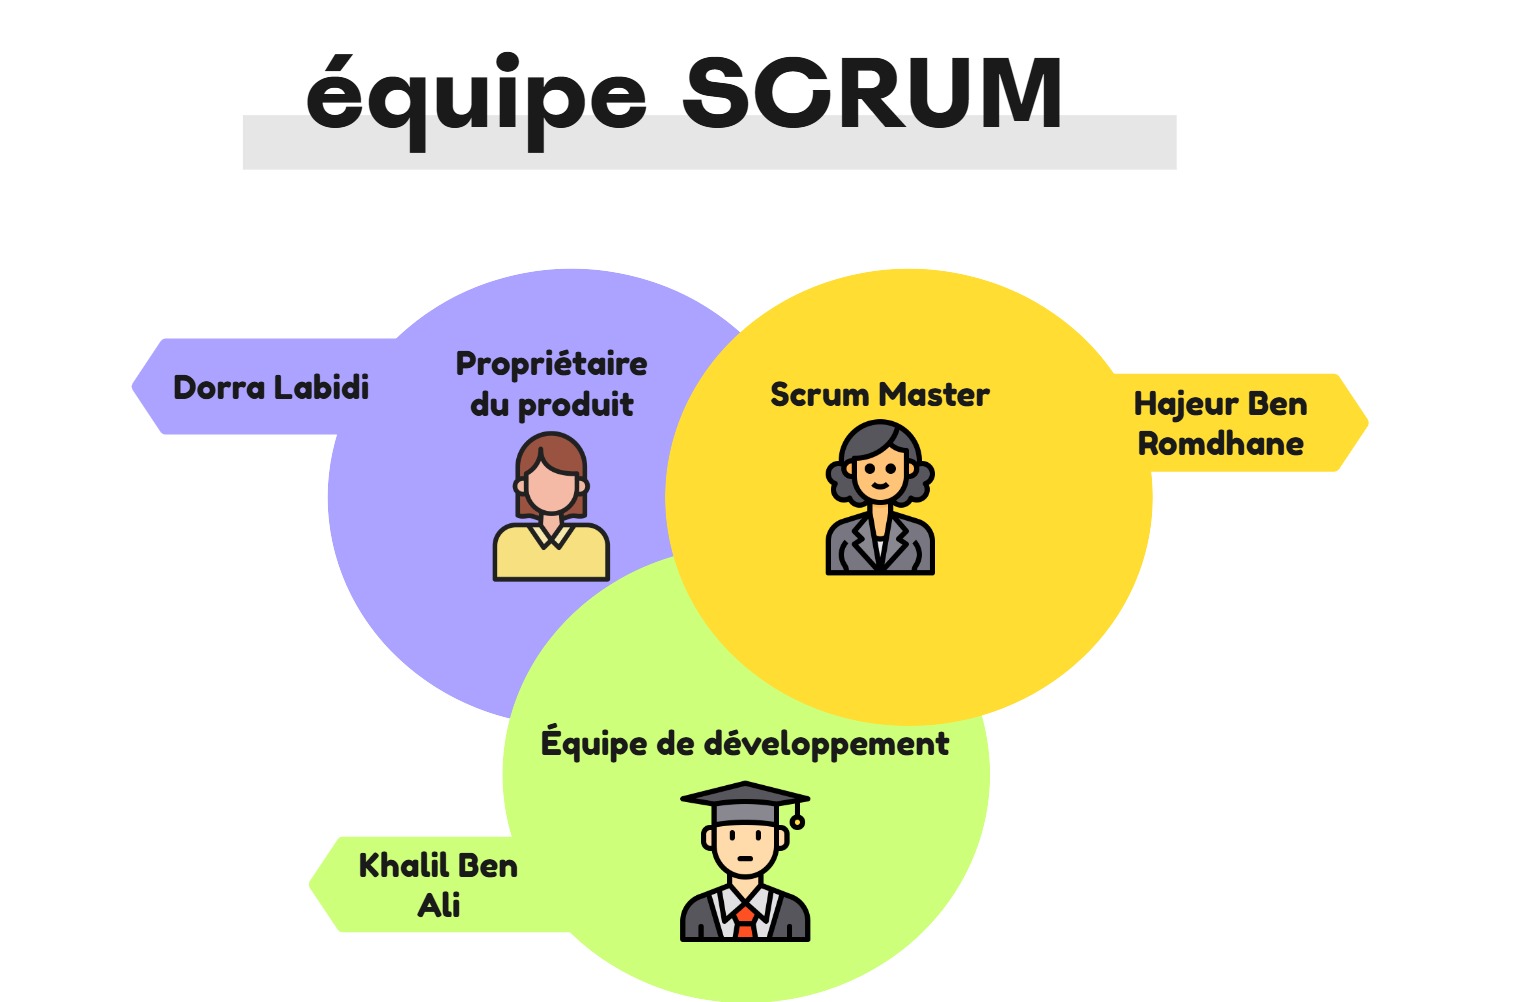 équipe SCRUM
Dorra Labidi
Propriétaire
du produit
Scrum Master
Hajeur Ben
Romdhane
Équipe de développement
Khalil Ben
Ali